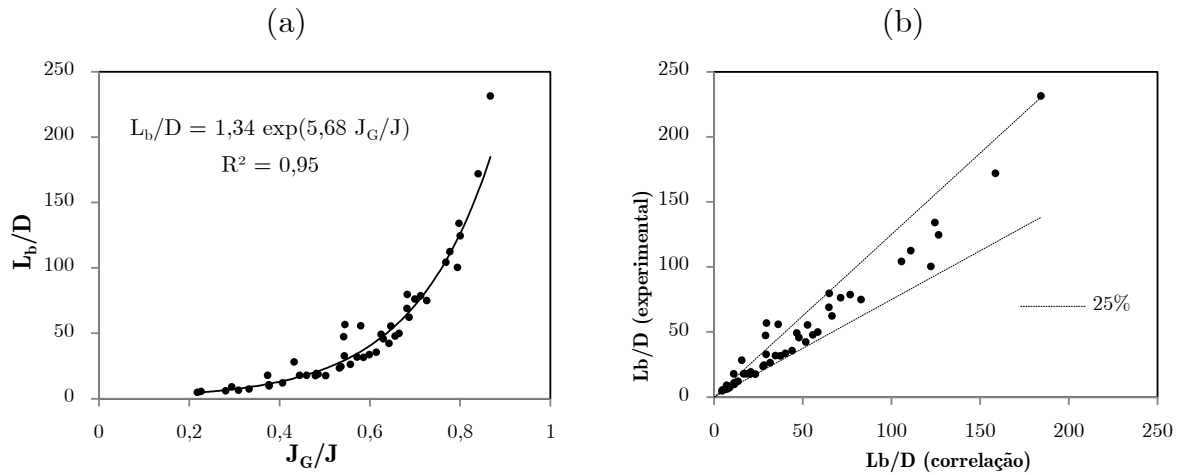 (a)
250
200
150
100
50
0
L_b/D
L_b/D = 1,34 exp(5,68 J_G/J)
R² = 0,95
0 0,2 0,4 0,6 0,8 1
J_G/J
(b)
250
200
150
100
50
0
Lb/D (experimental)
25%
0 50 100 150 200 250
Lb/D (correlação)